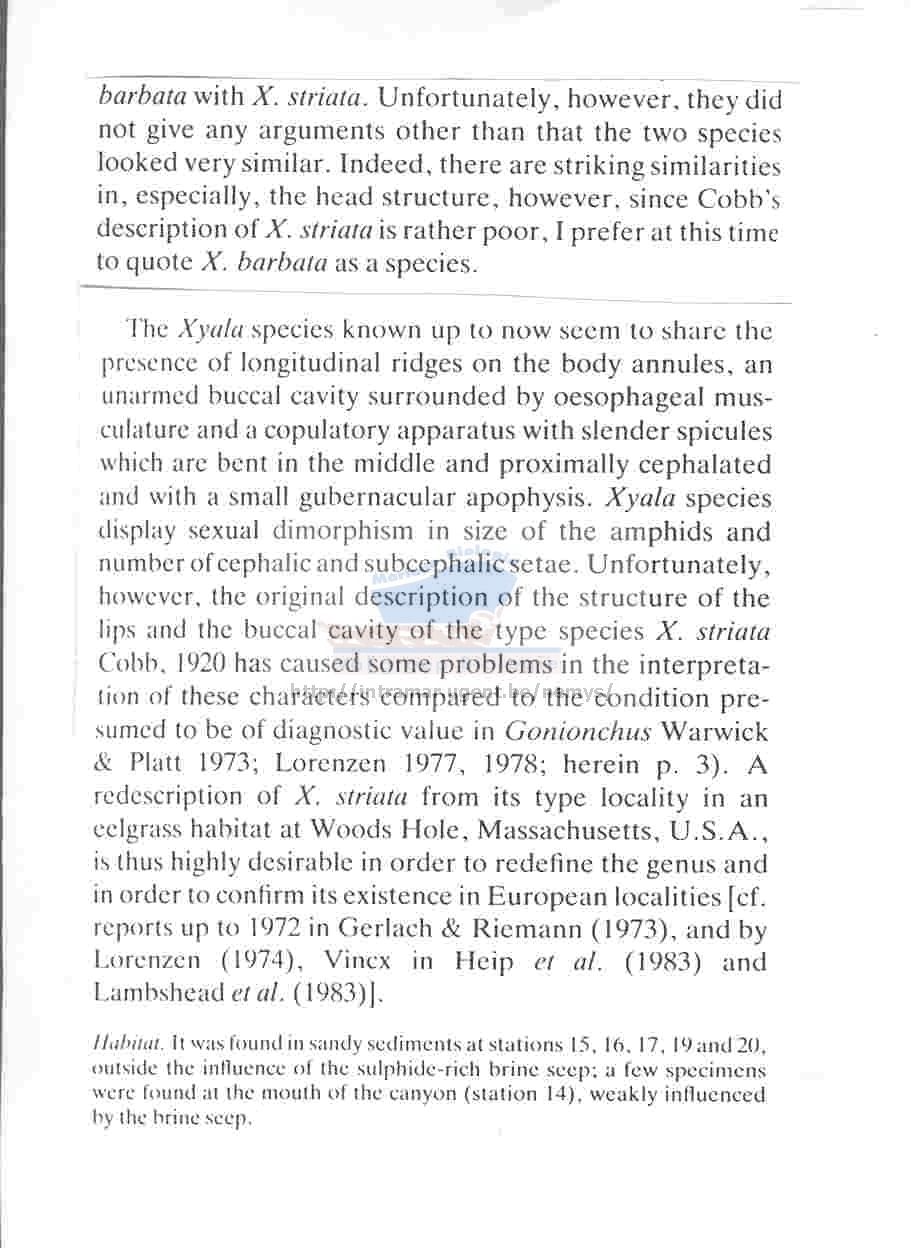 barbata with X. striata. Unfortunately, however, they did
not give any arguments other than that the two species
looked very similar. Indeed, there are striking similarities
in, especially, the head structure, however, since Cobb's
description of X. striata is rather poor, I prefer at this time
to quote X. barbata as a species.
The Xyala species known up to now seem to share the
presence of longitudinal ridges on the body annules, an
unarmed buccal cavity surrounded by oesophageal mus-
culature and a copulatory apparatus with slender spicules
which are bent in the middle and proximally cephalated
and with a small gubernacular apophysis. Xyala species
display sexual dimorphism in size of the amphids and
number of cephalic and subcephalic setae. Unfortunately,
however, the original description of the structure of the
lips and the buccal cavity of the type species X. striata
Cobb, 1920 has caused some problems in the interpreta-
tion of these characters compared to the condition pre-
sumed to be of diagnostic value in Gonionchus Warwick
& Platt 1973; Lorenzen 1977, 1978; herein p. 3). A
redescription of X. striata from its type locality in an
eelgrass habitat at Woods Hole, Massachusetts, U.S.A.,
is thus highly desirable in order to redefine the genus and
in order to confirm its existence in European localities [cf.
reports up to 1972 in Gerlach & Riemann (1973), and by
Lorenzen (1974), Vincx in Heip et al. (1983) and
Lambshead et al. (1983)].
Habitat. It was found in sandy sediments at stations 15, 16, 17, 19 and 20,
outside the influence of the sulphide-rich brine seep; a few specimens
were found at the mouth of the canyon (station 14), weakly influenced
by the brine seep.
Marine Biology
http://intramar.ugent.be/nemys/